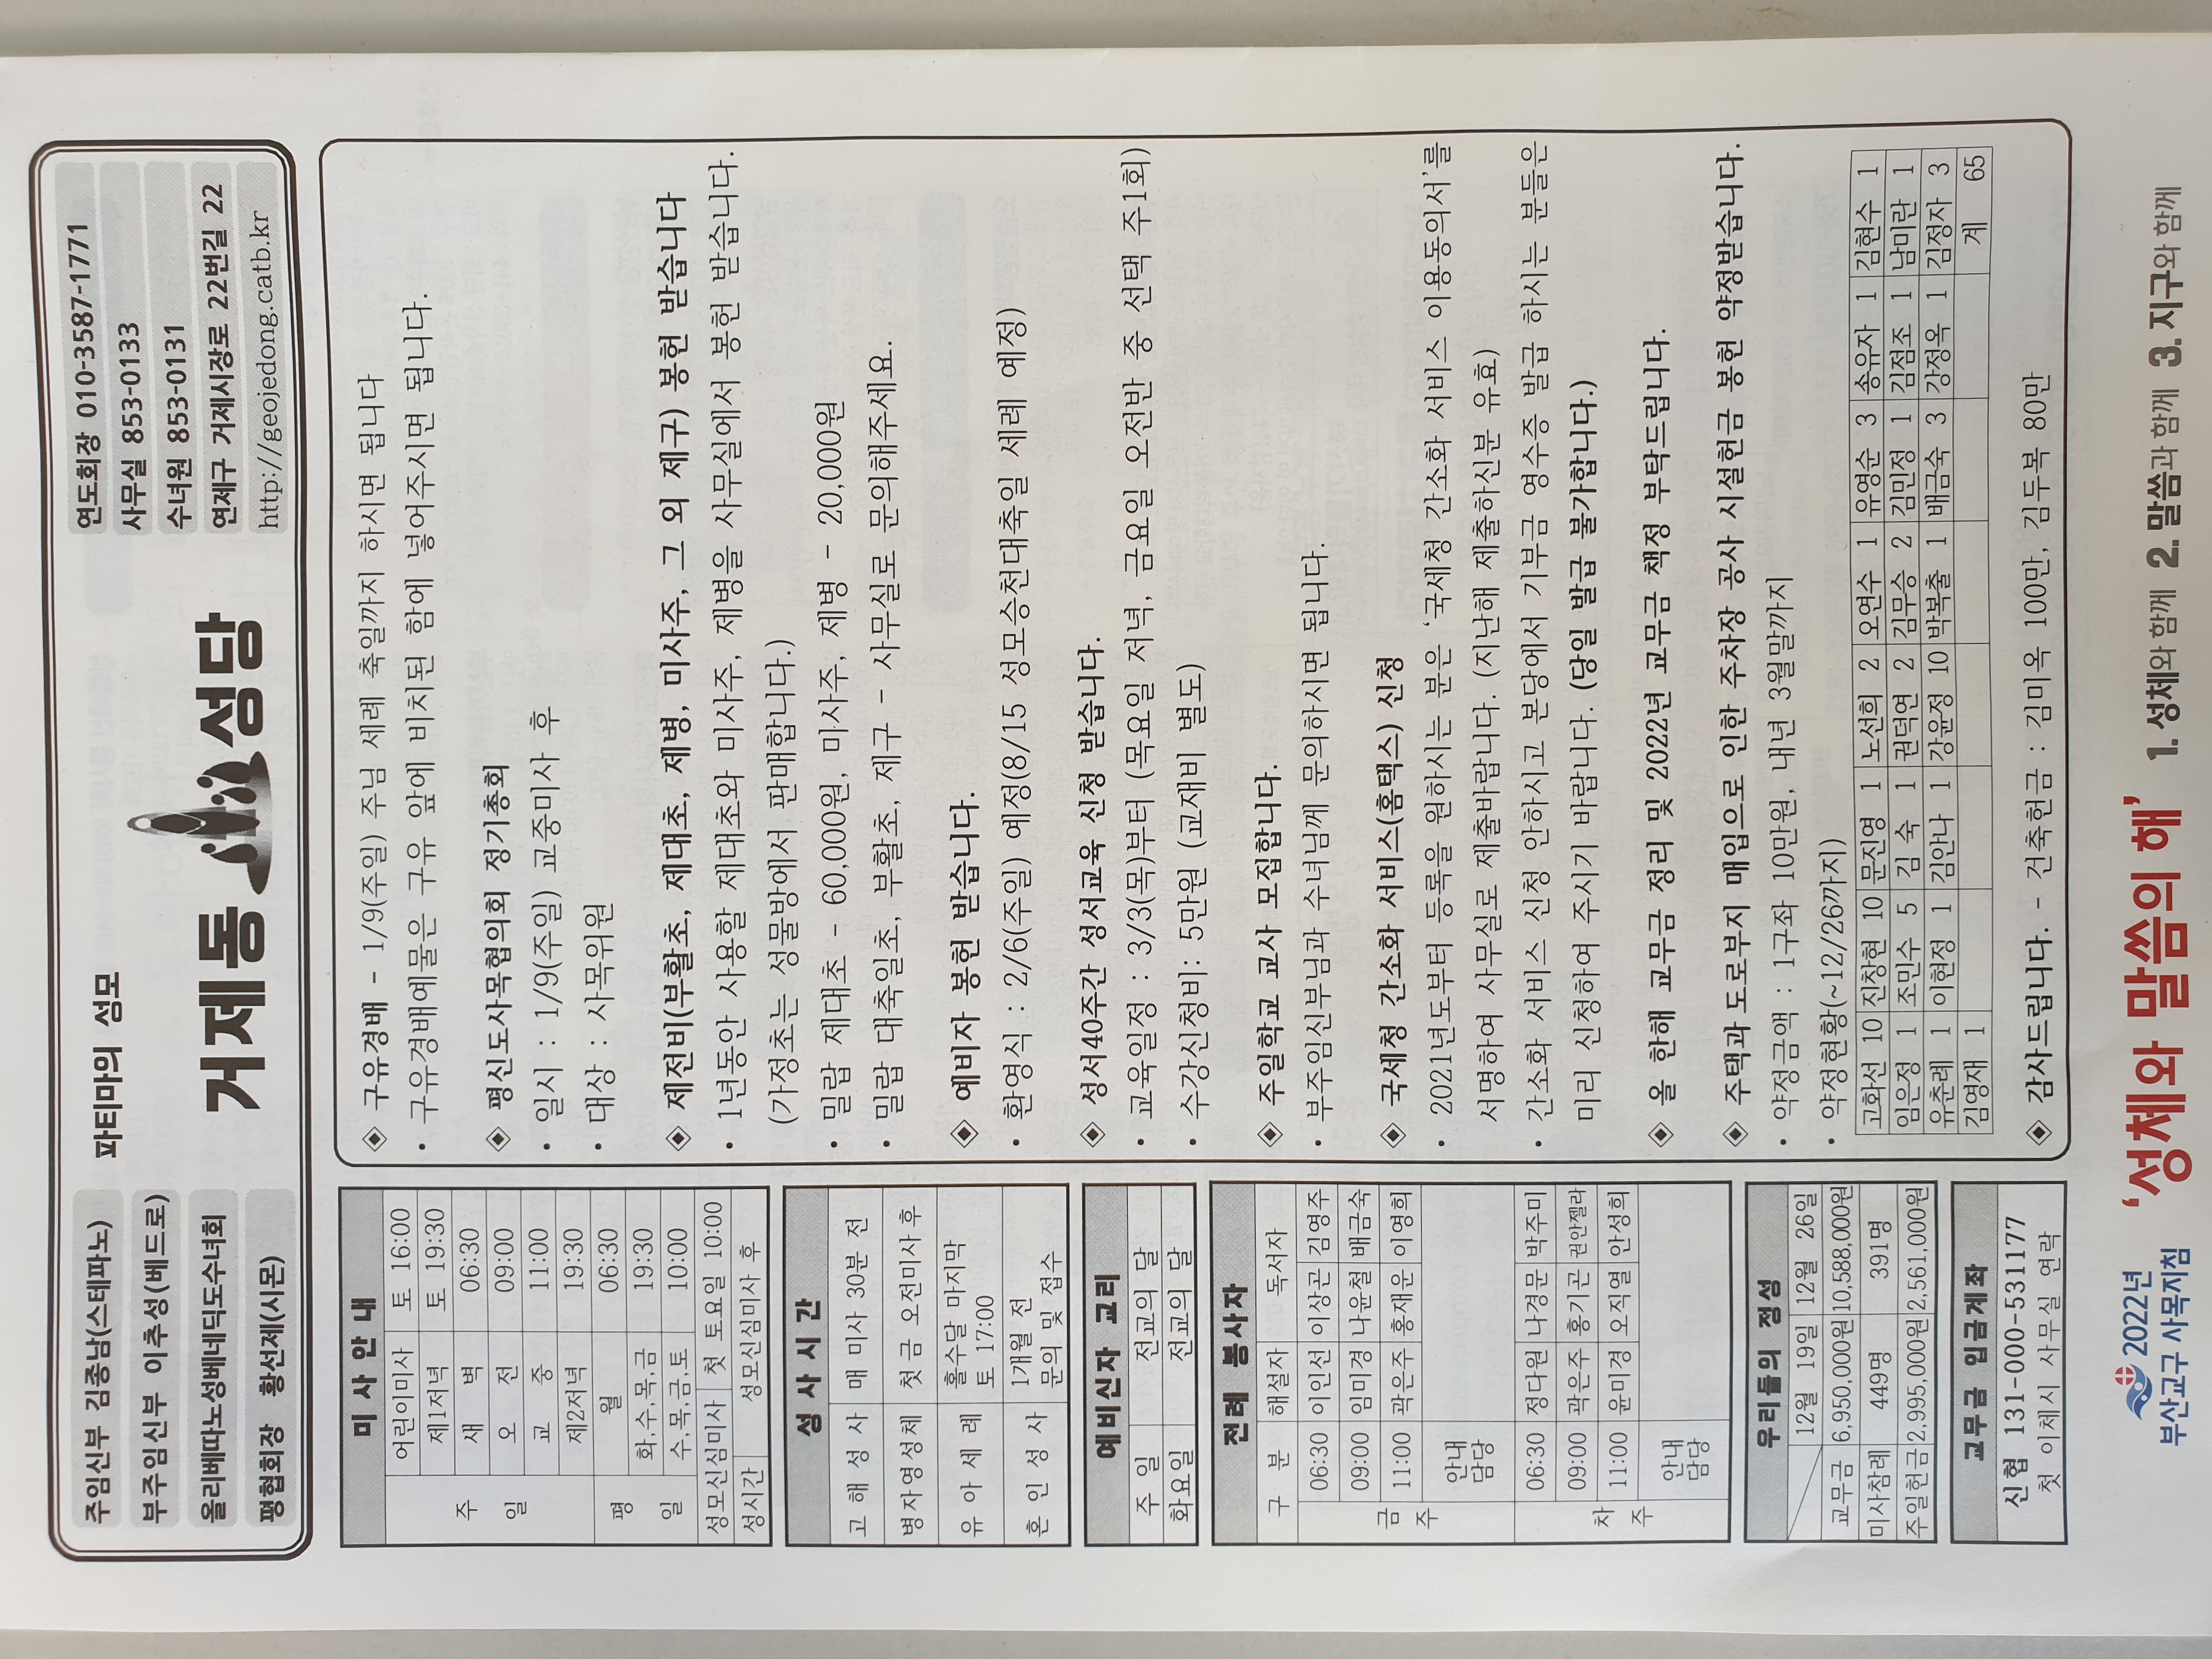 주임신부 김종남(스테파노)
부주임신부 이추성(베드로)
올리베따노성베네딕도수녀회
평협회장 황선제(시몬)
파티마의 성모
거제동 성당
연도회장 010-3587-1771
사무실 853-0133
수녀원 853-0131
연제구 거제시장로 22번길 22
http://geojedong.catb.kr
미 사 안 내
주 일 어린이미사 토 16:00
제1저녁 토 19:30
새 벽 06:30
오 전 09:00
교 중 11:00
제2저녁 19:30
평 일 월 06:30
화,수,목,금 19:30
수,목,금,토 10:00
성모신심미사 첫 토요일 10:00
성시간 성모신심미사 후
성 사 시 간
고 해 성 사 매 미사 30분 전
병자영성체 첫금 오전미사 후
유 아 세 례 홀수달 마지막
토 17:00
혼 인 성 사 1개월 전
문의 및 접수
예비신자 교리
주 일 전교의 달
화요일 전교의 달
전례 봉사자
구 분 해설자 독서자
금 주 06:30 이인선 이상곤 김영주
09:00 임미경 나윤철 배금숙
11:00 곽은주 홍재운 이영희
안내
담당
차 주 06:30 정다원 나경문 박주미
09:00 곽은주 홍기곤 권안젤라
11:00 윤미경 오직열 안성희
안내
담당
우리들의 정성
12월 19일 12월 26일
교무금 6,950,000원 10,588,000원
미사참례 449명 391명
주일헌금 2,995,000원 2,561,000원
교무금 입금계좌
신협 131-000-531177
첫 이체시 사무실 연락
◈ 구유경배 - 1/9(주일) 주님 세례 축일까지 하시면 됩니다
• 구유경배예물은 구유 앞에 비치된 함에 넣어주시면 됩니다.
◈ 평신도사목협의회 정기총회
• 일시 : 1/9(주일) 교중미사 후
• 대상 : 사목위원
◈ 제전비(부활초, 제대초, 제병, 미사주, 그 외 제구) 봉헌 받습니다
• 1년동안 사용할 제대초와 미사주, 제병을 사무실에서 봉헌 받습니다.
(가정초는 성물방에서 판매합니다.)
• 밀랍 제대초 - 60,000원, 미사주, 제병 - 20,000원
• 밀랍 대축일초, 부활초, 제구 - 사무실로 문의해주세요.
◈ 예비자 봉헌 받습니다.
• 환영식 : 2/6(주일) 예정(8/15 성모승천대축일 세례 예정)
◈ 성서40주간 성서교육 신청 받습니다.
• 교육일정 : 3/3(목)부터 (목요일 저녁, 금요일 오전반 중 선택 주1회)
• 수강신청비: 5만원 (교재비 별도)
◈ 주일학교 교사 모집합니다.
• 부주임신부님과 수녀님께 문의하시면 됩니다.
◈ 국세청 간소화 서비스(홈택스) 신청
• 2021년도부터 등록을 원하시는 분은 '국세청 간소화 서비스 이용동의서'를
서명하여 사무실로 제출바랍니다. (지난해 제출하신분 유효)
• 간소화 서비스 신청 안하시고 본당에서 기부금 영수증 발급 하시는 분들은
미리 신청하여 주시기 바랍니다. (당일 발급 불가합니다.)
◈ 올 한해 교무금 정리 및 2022년 교무금 책정 부탁드립니다.
◈ 주택과 도로부지 매입으로 인한 주차장 공사 시설헌금 봉헌 약정받습니다.
• 약정금액 : 1구좌 10만원, 내년 3월말까지
• 약정현황(~12/26까지)
고화선 10 진창현 10 문진영 1 노선희 2 오연수 1 유영순 3 송유자 1 김현수 1
임은정 1 조민수 5 김 숙 1 권덕연 2 김무승 2 김민정 1 김점조 1 남미란 1
유춘례 1 이현정 1 김안나 1 강윤정 10 박복출 1 배금숙 3 강정옥 1 김정자 3
김영재 1 계 65
◈ 감사드립니다. - 건축헌금 : 김미옥 100만, 김두복 80만
2022년
부산교구 사목지침
'성체와 말씀의 해'
1. 성체와 함께 2. 말씀과 함께 3. 지구와 함께